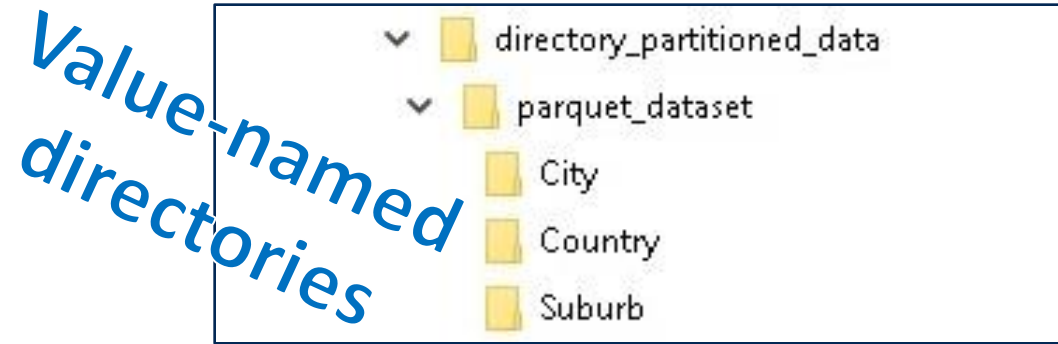 Value-named
directories
directory_partitioned_data
parquet_dataset
City
Country
Suburb